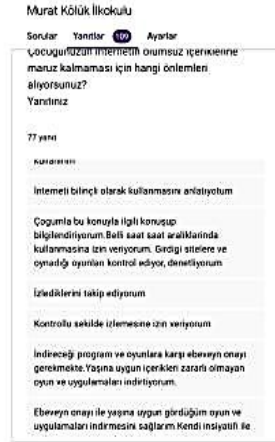 Murat Kölük İlkokulu
Sorular Yanıtlar 109 Ayarlar
Çocuğunuzun internetin olumsuz içeriklerine
maruz kalmaması için hangi önlemleri
alıyorsunuz?
Yanıtınız
77 yanıt
İnterneti bilinçli olarak kullanmasını anlatıyotum
Çogumla bu konuyla ilgili konuşup
bilgilendiriyorum.Belli saat saat aralıklarında
kullanmasına izin veriyorum. Girdigi sitelere ve
oynadığı oyunları kontrol ediyor, denetliyorum
İzlediklerini takip ediyorum
Kontrollu sekilde izlemesine izin veriyorum
İndireceği program ve oyunlara karşı ebeveyn onayı
gerekmekte.Yaşına uygun içerikleri zararlı olmayan
oyun ve uygulamaları indirtiyorum.
Ebeveyn onayı ile yaşına uygun gördüğüm oyun ve
uygulamaları indirmesini sağlarım Kendi insiyatifi ile